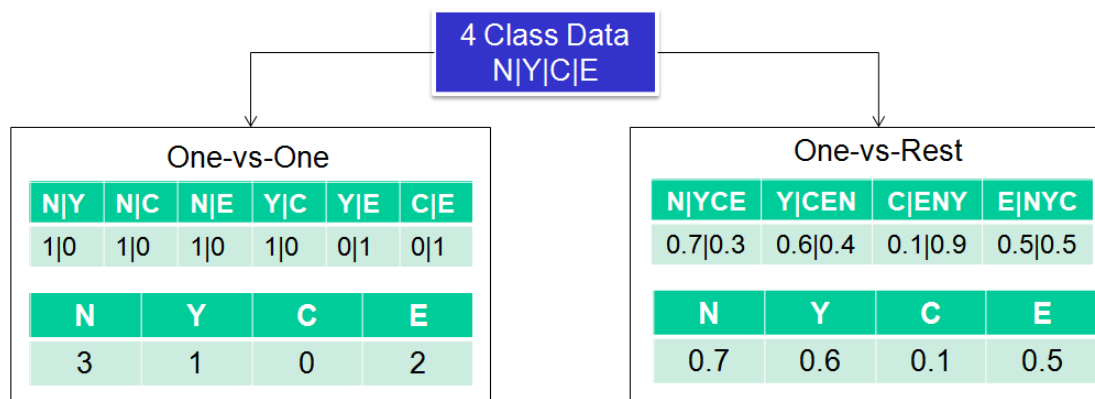 4 Class Data
N|Y|C|E
One-vs-One
N|Y N|C N|E Y|C Y|E C|E
1|0 1|0 1|0 1|0 0|1 0|1
N Y C E
3 1 0 2
One-vs-Rest
N|YCE Y|CEN C|ENY E|NYC
0.7|0.3 0.6|0.4 0.1|0.9 0.5|0.5
N Y C E
0.7 0.6 0.1 0.5